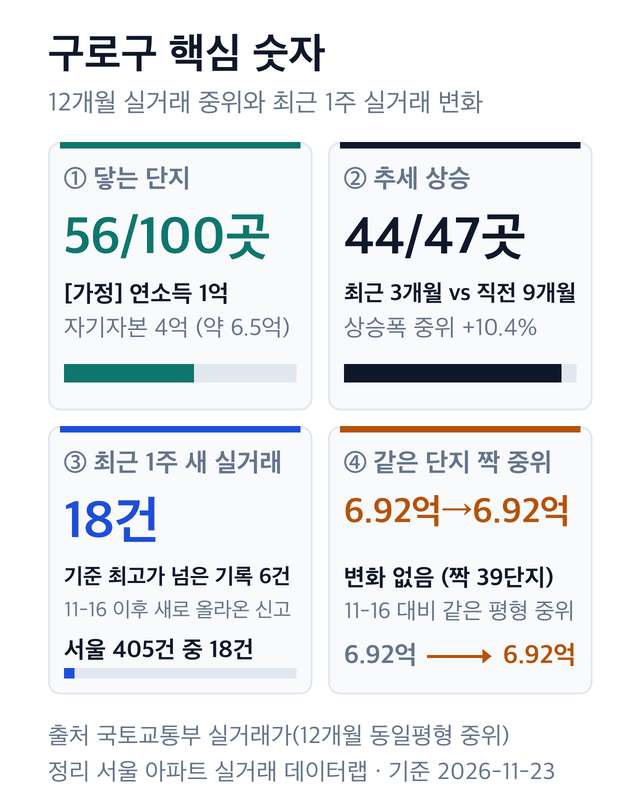 구로구 핵심 숫자
12개월 실거래 중위와 최근 1주 실거래 변화
① 닿는 단지
56/100곳
[가정] 연소득 1억
자기자본 4억 (약 6.5억)
② 추세 상승
44/47곳
최근 3개월 vs 직전 9개월
상승폭 중위 +10.4%
③ 최근 1주 새 실거래
18건
기준 최고가 넘은 기록 6건
11-16 이후 새로 올라온 신고
서울 405건 중 18건
④ 같은 단지 짝 중위
6.92억→6.92억
변화 없음 (짝 39단지)
11-16 대비 같은 평형 중위
6.92억 → 6.92억
출처 국토교통부 실거래가(12개월 동일평형 중위)
정리 서울 아파트 실거래 데이터랩 · 기준 2026-11-23